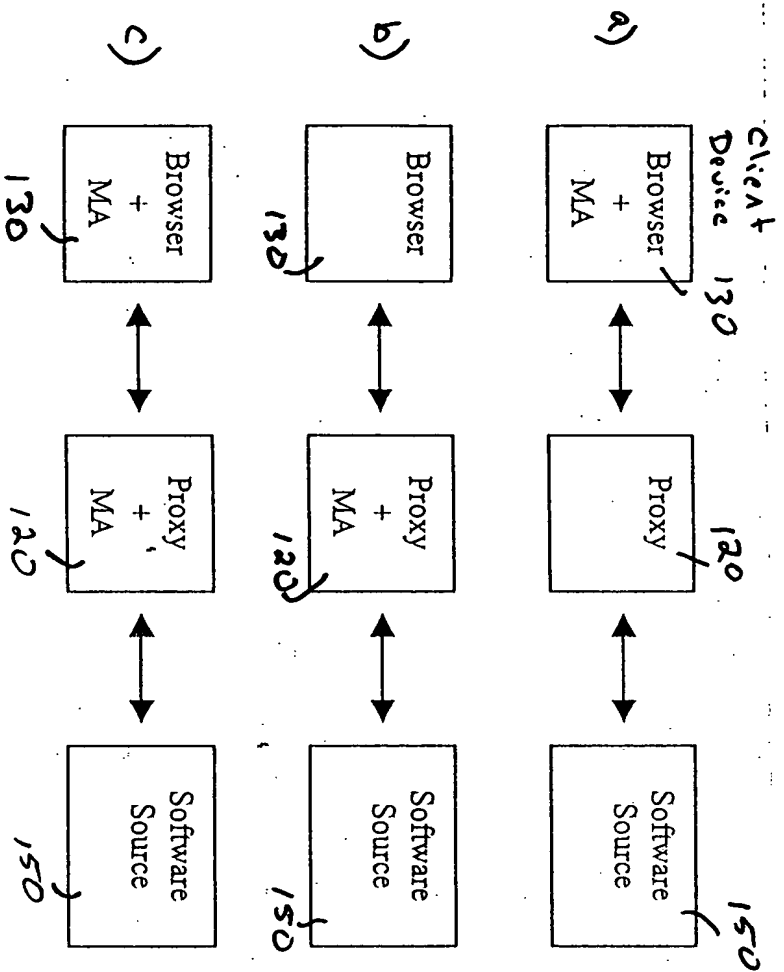 Client
Device 130
120
150
a)
Browser
+
MA
Proxy
Software
Source
b)
Browser
130
Proxy
+
MA
120
Software
Source
150
c)
Browser
+
MA
130
Proxy
+
MA
120
Software
Source
150